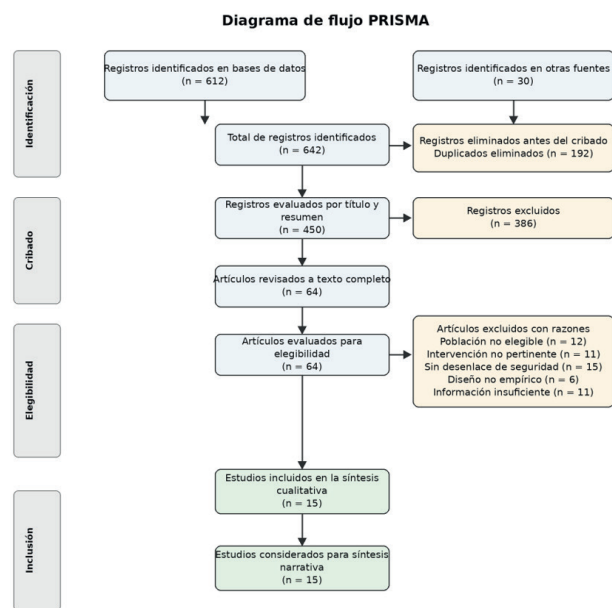 Diagrama de flujo PRISMA
Identificación
Registros identificados en bases de datos
(n = 612)
Registros identificados en otras fuentes
(n = 30)
Total de registros identificados
(n = 642)
Registros eliminados antes del cribado
Duplicados eliminados (n = 192)
Cribado
Registros evaluados por título y
resumen
(n = 450)
Registros excluidos
(n = 386)
Artículos revisados a texto completo
(n = 64)
Elegibilidad
Artículos evaluados para
elegibilidad
(n = 64)
Artículos excluidos con razones
Población no elegible (n = 12)
Intervención no pertinente (n = 11)
Sin desenlace de seguridad (n = 15)
Diseño no empírico (n = 6)
Información insuficiente (n = 11)
Estudios incluidos en la síntesis
cualitativa
(n = 15)
Inclusión
Estudios considerados para síntesis
narrativa
(n = 15)